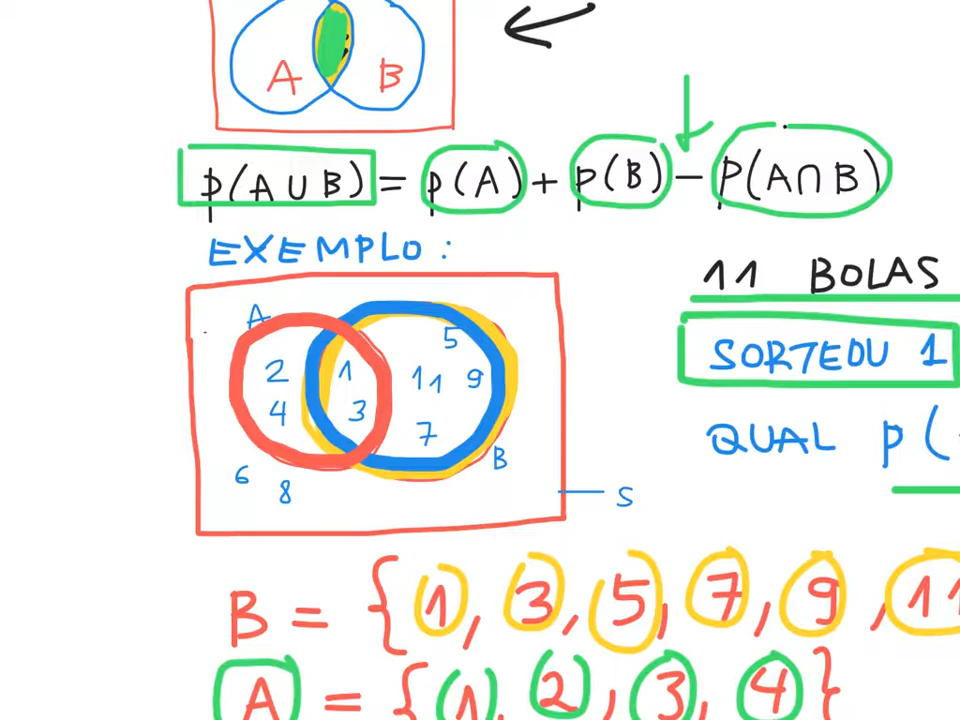 A B
p(A ∪ B) = p(A) + p(B) − p(A ∩ B)
EXEMPLO:
11 BOLAS
SORTEOU 1
QUAL p(
A
5
2 1 11 9
4 3 7
B
6
8
S
B = {1, 3, 5, 7, 9, 11
A = {1, 2, 3, 4}